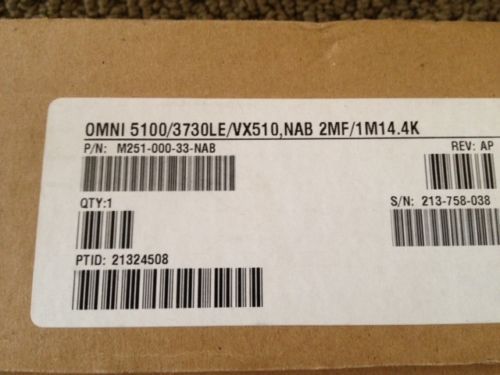 OMNI 5100/3730LE/VX510,NAB 2MF/1M14.4K
P/N: M251-000-33-NAB
REV: AP
QTY:1
S/N: 213-758-038
PTID: 21324508